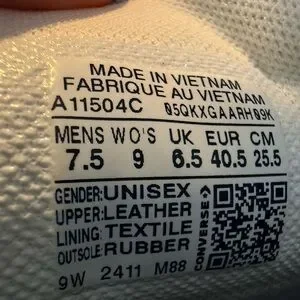 MADE IN VIETNAM
FABRIQUE AU VIETNAM
A11504C 05QKXGAARH09K
MENS WO'S UK EUR CM
7.5 9 6.5 40.5 25.5
GENDER: UNISEX
UPPER: LEATHER
LINING: TEXTILE
OUTSOLE: RUBBER
CONVERSE
9W 2411 M88